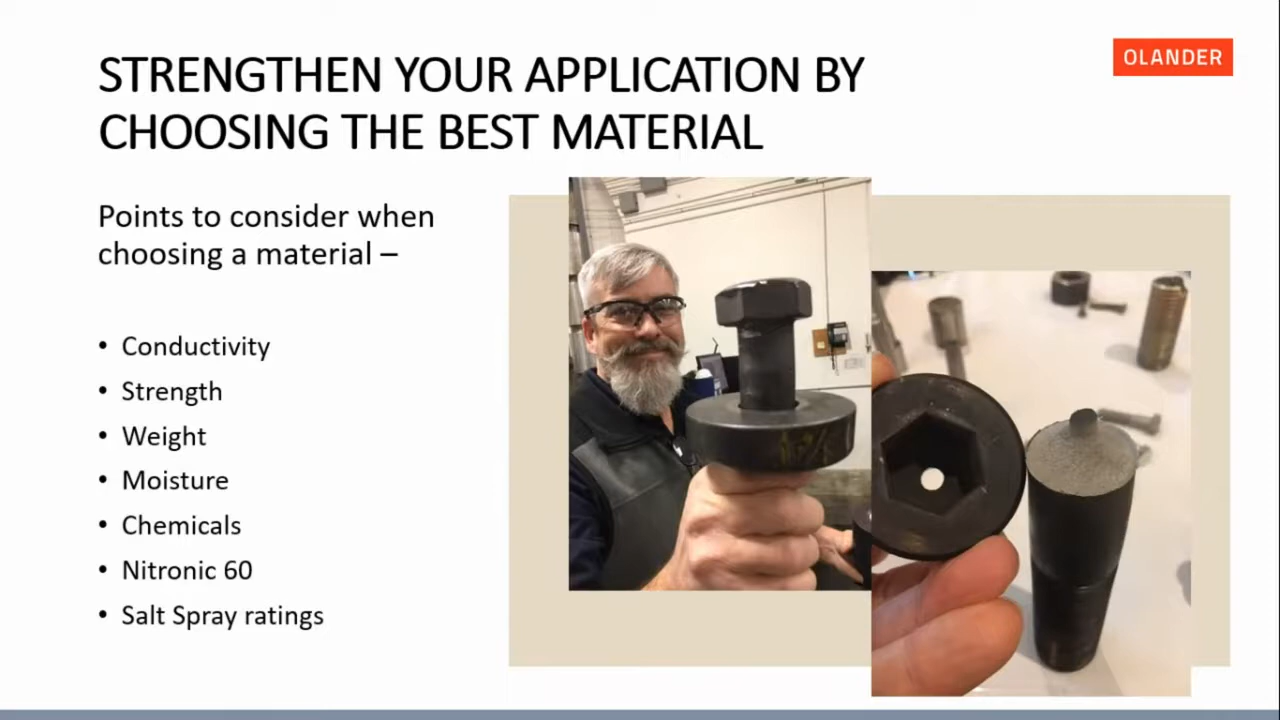 STRENGTHEN YOUR APPLICATION BY
CHOOSING THE BEST MATERIAL
OLANDER
Points to consider when
choosing a material –
• Conductivity
• Strength
• Weight
• Moisture
• Chemicals
• Nitronic 60
• Salt Spray ratings